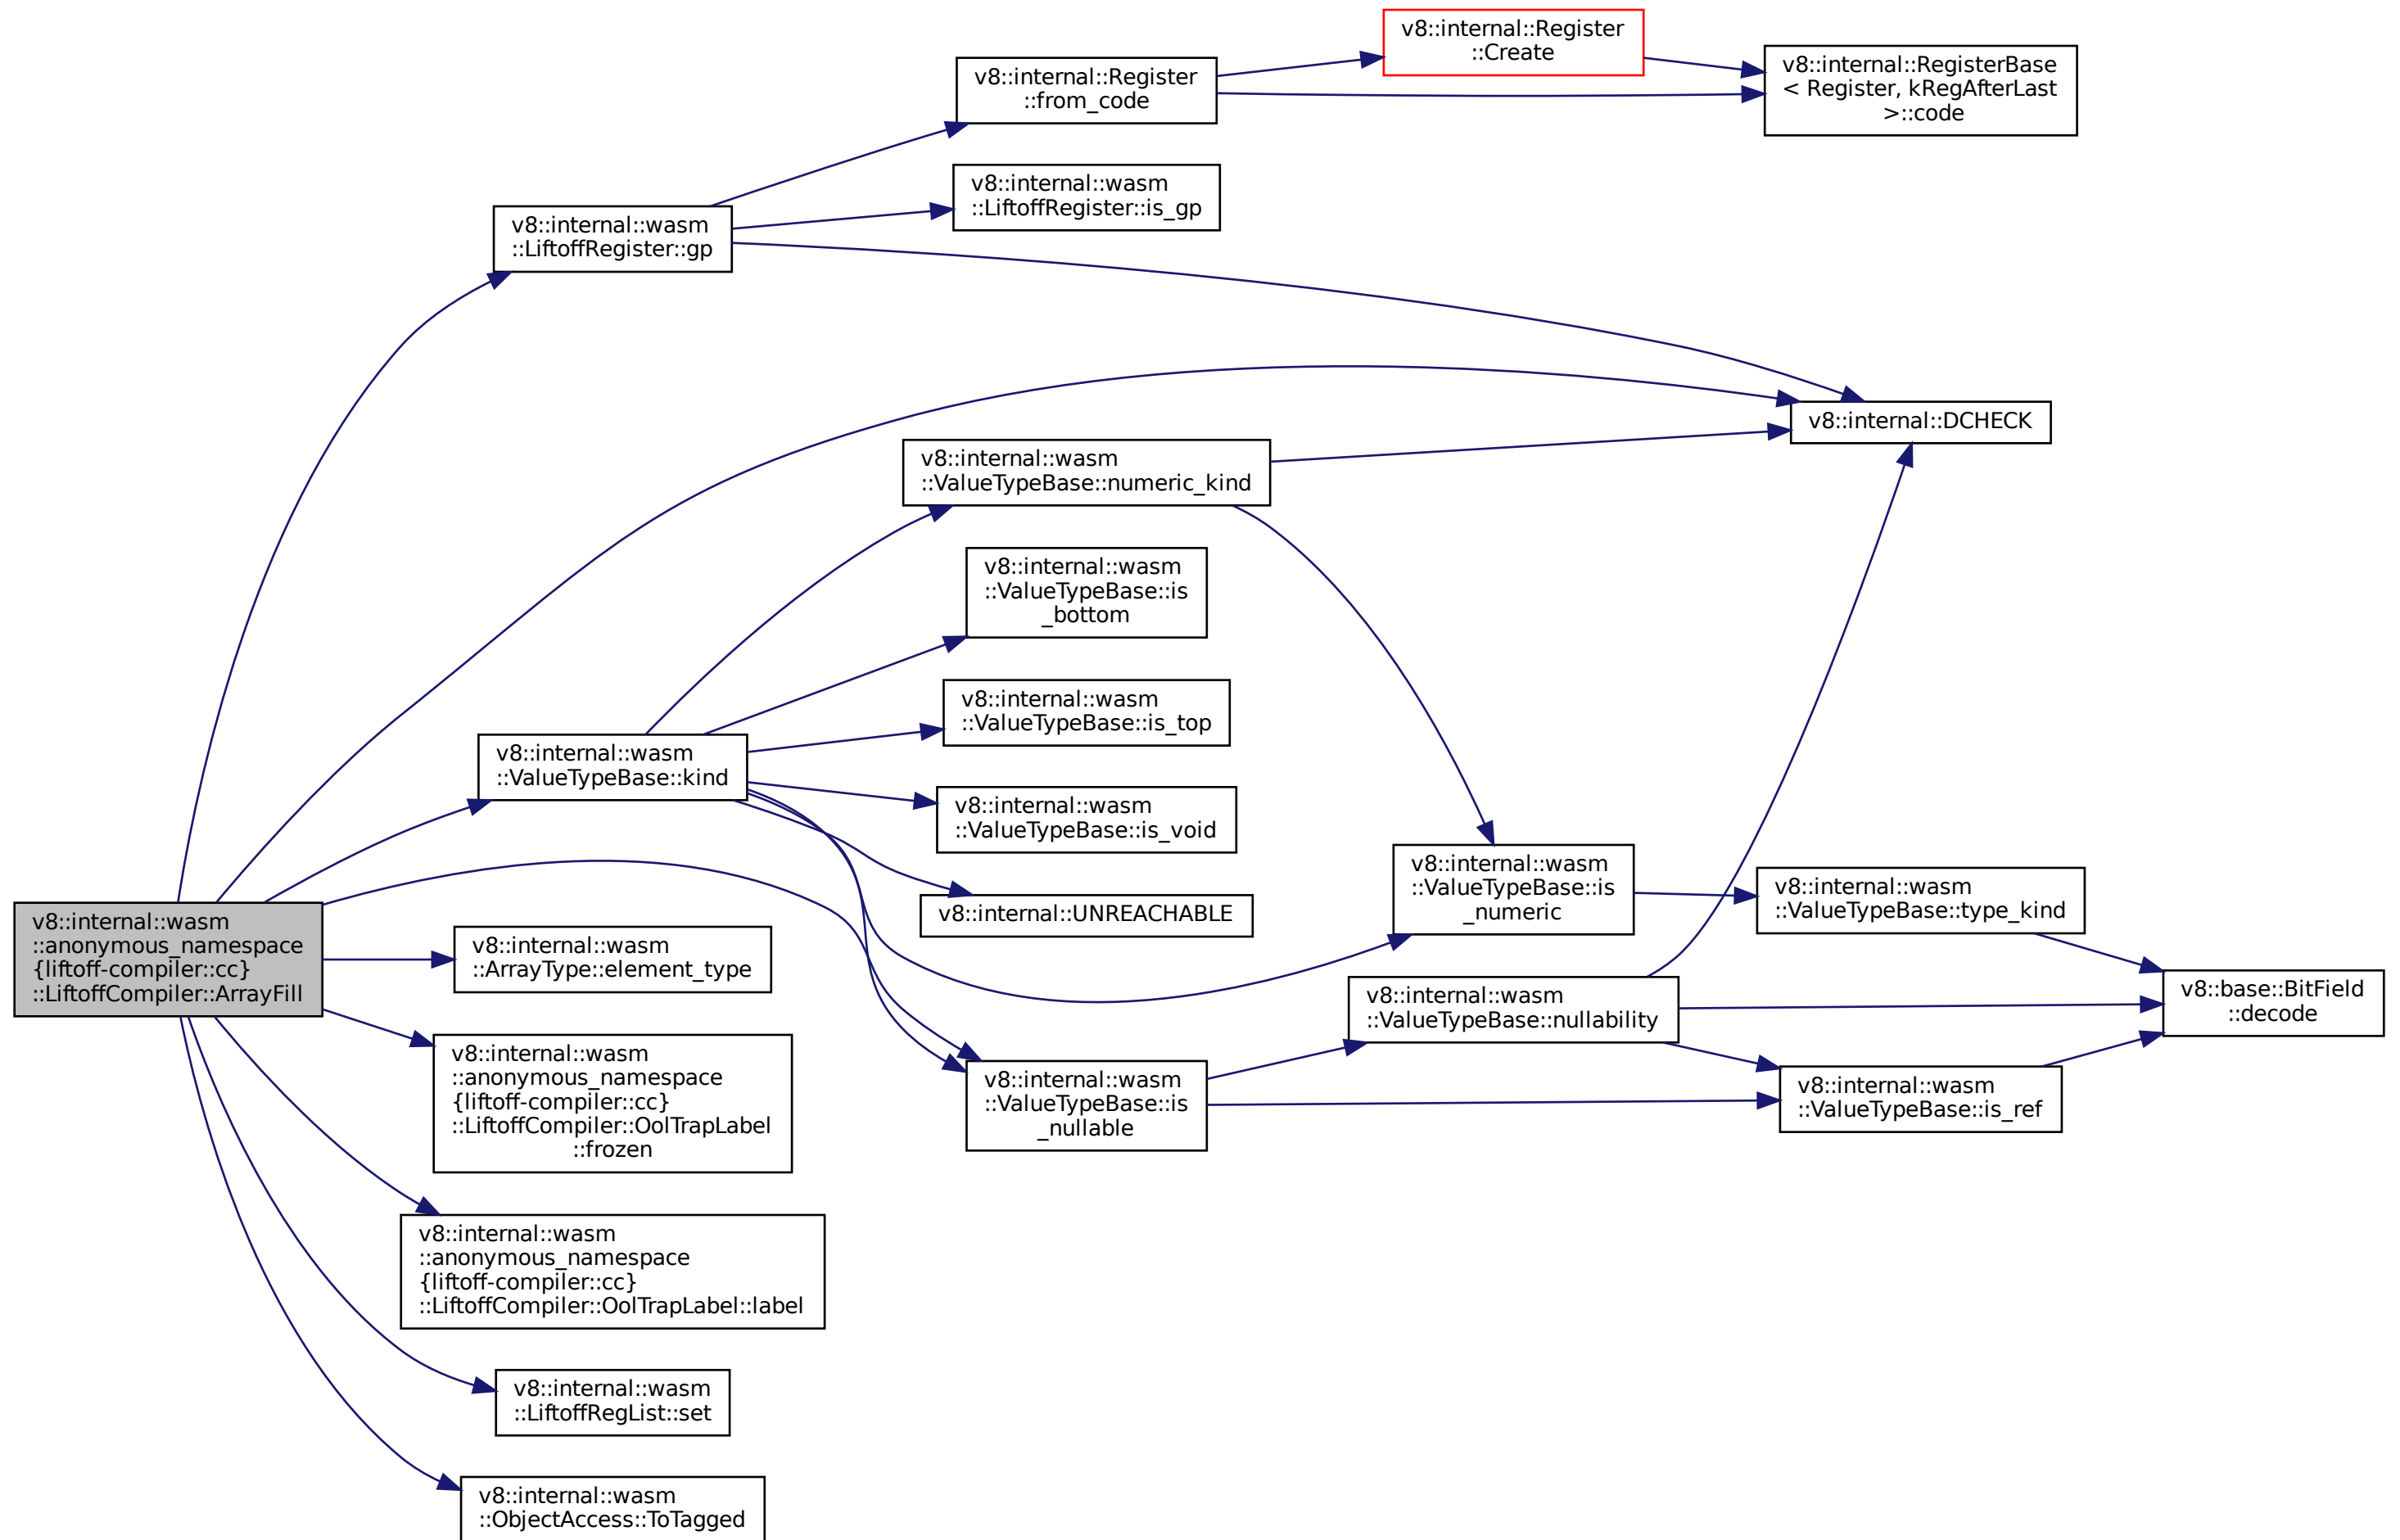 v8::internal::Register
::Create
v8::internal::RegisterBase
< Register, kRegAfterLast
>::code
v8::internal::Register
::from_code
v8::internal::wasm
::LiftoffRegister::is_gp
v8::internal::wasm
::LiftoffRegister::gp
v8::internal::DCHECK
v8::internal::wasm
::ValueTypeBase::numeric_kind
v8::internal::wasm
::ValueTypeBase::is
_bottom
v8::internal::wasm
::ValueTypeBase::is_top
v8::internal::wasm
::ValueTypeBase::kind
v8::internal::wasm
::ValueTypeBase::is_void
v8::internal::UNREACHABLE
v8::internal::wasm
::ValueTypeBase::is
_numeric
v8::internal::wasm
::ValueTypeBase::type_kind
v8::internal::wasm
::anonymous_namespace
{liftoff-compiler::cc}
::LiftoffCompiler::ArrayFill
v8::internal::wasm
::ArrayType::element_type
v8::internal::wasm
::ValueTypeBase::nullability
v8::base::BitField
::decode
v8::internal::wasm
::anonymous_namespace
{liftoff-compiler::cc}
::LiftoffCompiler::OolTrapLabel
::frozen
v8::internal::wasm
::ValueTypeBase::is
_nullable
v8::internal::wasm
::ValueTypeBase::is_ref
v8::internal::wasm
::anonymous_namespace
{liftoff-compiler::cc}
::LiftoffCompiler::OolTrapLabel::label
v8::internal::wasm
::LiftoffRegList::set
v8::internal::wasm
::ObjectAccess::ToTagged